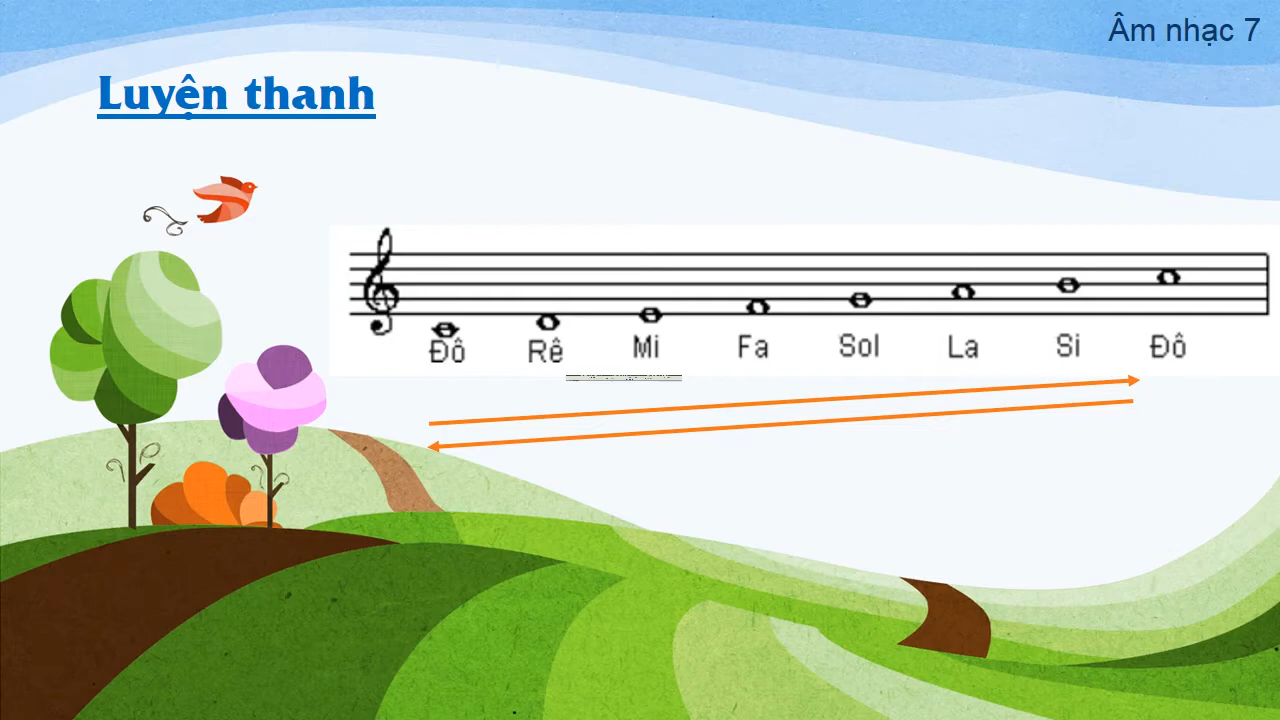 Âm nhạc 7
Luyện thanh
Đô Rê Mi Fa Sol La Si Đô